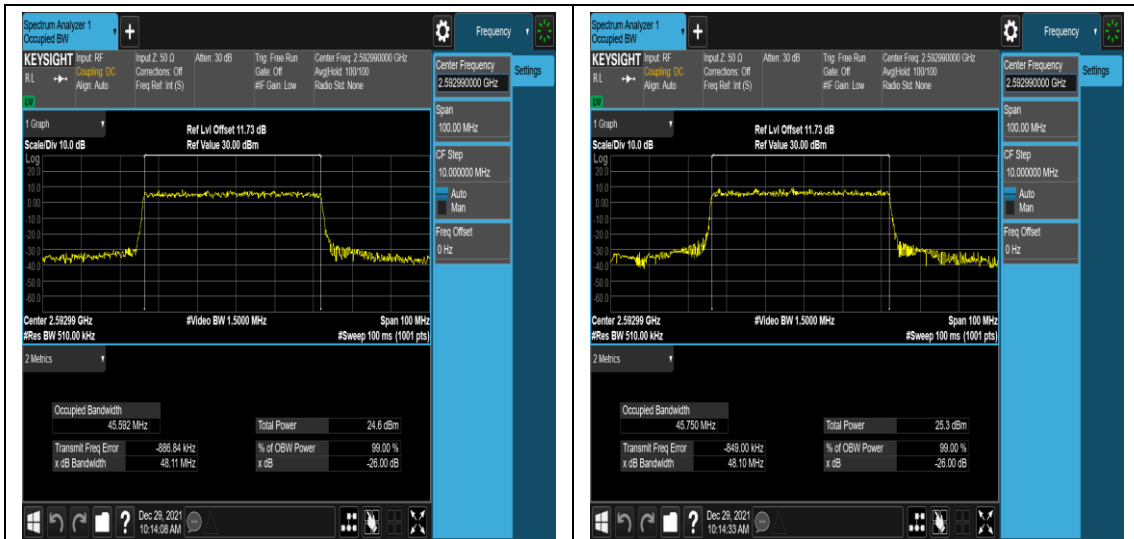 Spectrum Analyzer 1
Occupied BW
Frequency
KEYSIGHT
Input: RF
Input Z: 50 Ω
Atten: 30 dB
Trig: Free Run
Center Freq: 2.592990000 GHz
RL
Coupling: DC
Corrections: Off
Gate: Off
Avg|Hold: 100/100
Align: Auto
Freq Ref: Int (S)
#IF Gain: Low
Radio Std: None
Center Frequency
2.592990000 GHz
Settings
Span
100.00 MHz
CF Step
10.000000 MHz
Auto
Man
Freq Offset
0 Hz
1 Graph
Ref Lvl Offset 11.73 dB
Scale/Div 10.0 dB
Ref Value 30.00 dBm
Log
20.0
10.0
0.00
-10.0
-20.0
-30.0
-40.0
-50.0
-60.0
Center 2.59299 GHz
#Video BW 1.5000 MHz
Span 100 MHz
#Res BW 510.00 kHz
#Sweep 100 ms (1001 pts)
2 Metrics
Occupied Bandwidth
45.592 MHz
Total Power 24.6 dBm
Transmit Freq Error -886.84 kHz
% of OBW Power 99.00 %
x dB Bandwidth 48.11 MHz
x dB -26.00 dB
Dec 29, 2021
10:14:08 AM
Spectrum Analyzer 1
Occupied BW
Frequency
KEYSIGHT
Input: RF
Input Z: 50 Ω
Atten: 30 dB
Trig: Free Run
Center Freq: 2.592990000 GHz
RL
Coupling: DC
Corrections: Off
Gate: Off
Avg|Hold: 100/100
Align: Auto
Freq Ref: Int (S)
#IF Gain: Low
Radio Std: None
Center Frequency
2.592990000 GHz
Settings
Span
100.00 MHz
CF Step
10.000000 MHz
Auto
Man
Freq Offset
0 Hz
1 Graph
Ref Lvl Offset 11.73 dB
Scale/Div 10.0 dB
Ref Value 30.00 dBm
Log
20.0
10.0
0.00
-10.0
-20.0
-30.0
-40.0
-50.0
-60.0
Center 2.59299 GHz
#Video BW 1.5000 MHz
Span 100 MHz
#Res BW 510.00 kHz
#Sweep 100 ms (1001 pts)
2 Metrics
Occupied Bandwidth
45.750 MHz
Total Power 25.3 dBm
Transmit Freq Error -849.00 kHz
% of OBW Power 99.00 %
x dB Bandwidth 48.10 MHz
x dB -26.00 dB
Dec 29, 2021
10:14:33 AM